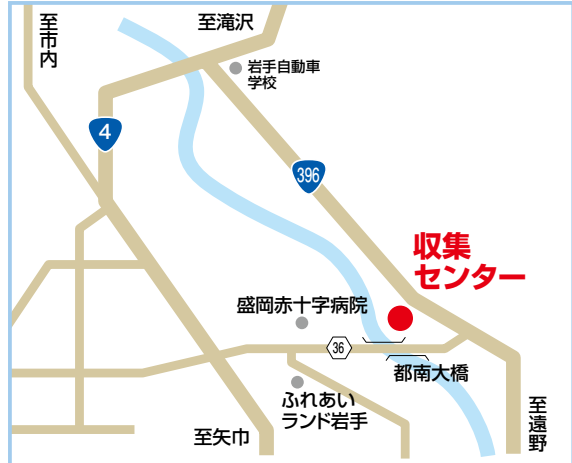 至市内
至滝沢
岩手自動車
学校
4
396
収集
センター
盛岡赤十字病院
36
都南大橋
ふれあい
ランド岩手
至矢巾
至遠野